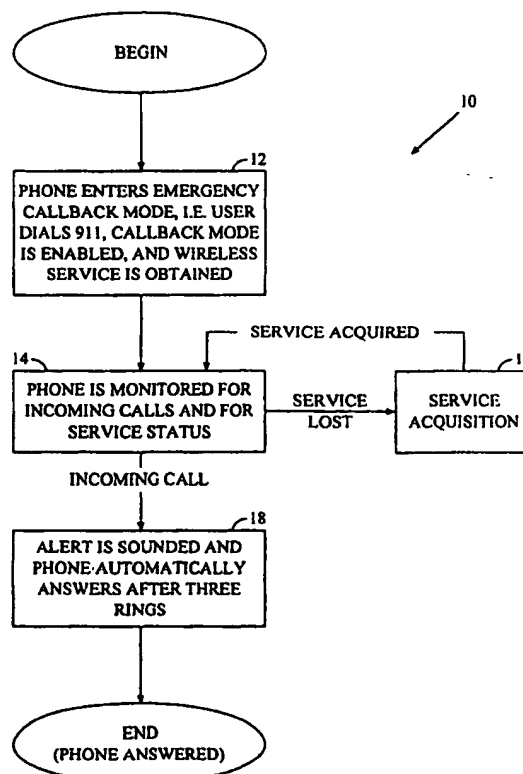 BEGIN
10
12
PHONE ENTERS EMERGENCY
CALLBACK MODE, I.E. USER
DIALS 911, CALLBACK MODE
IS ENABLED, AND WIRELESS
SERVICE IS OBTAINED
SERVICE ACQUIRED
14
PHONE IS MONITORED FOR
INCOMING CALLS AND FOR
SERVICE STATUS
SERVICE
LOST
1
SERVICE
ACQUISITION
INCOMING CALL
18
ALERT IS SOUNDED AND
PHONE AUTOMATICALLY
ANSWERS AFTER THREE
RINGS
END
(PHONE ANSWERED)